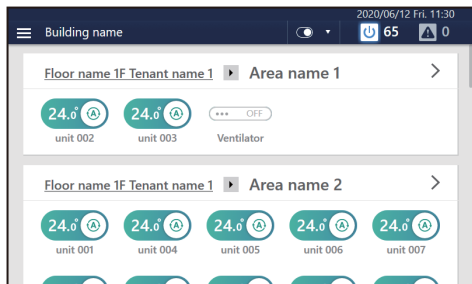 2020/06/12 Fri. 11:30
Building name 65 0
Floor name 1F Tenant name 1 Area name 1
24.0° A 24.0° A OFF
unit 002 unit 003 Ventilator
Floor name 1F Tenant name 1 Area name 2
24.0° A 24.0° A 24.0° A 24.0° A 24.0° A
unit 001 unit 004 unit 005 unit 006 unit 007